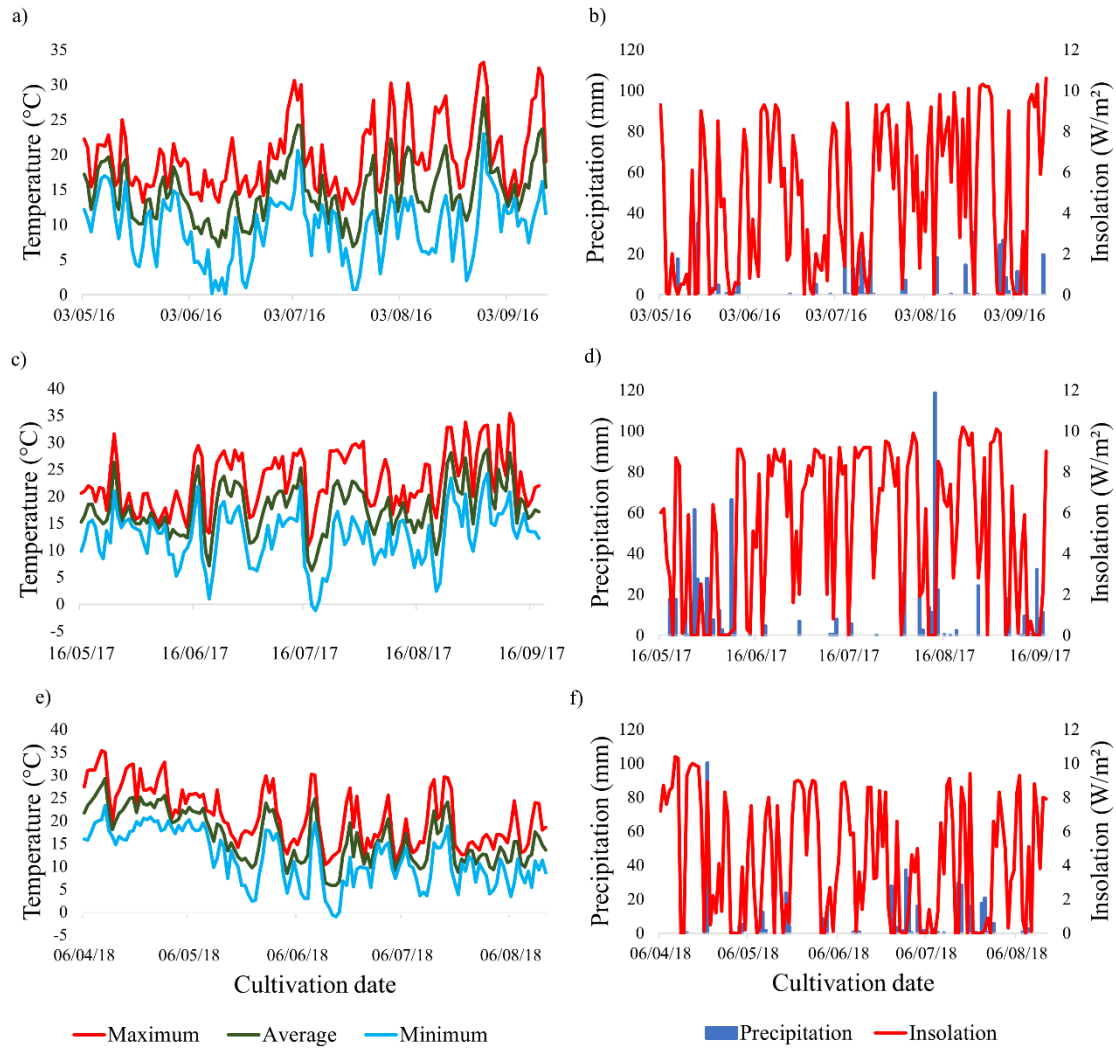 a)
35
30
25
20
15
10
5
0
Temperature (°C)
03/05/16 03/06/16 03/07/16 03/08/16 03/09/16
b)
120
100
80
60
40
20
0
Precipitation (mm)
12
10
8
6
4
2
0
Insolation (W/m²)
03/05/16 03/06/16 03/07/16 03/08/16 03/09/16
c)
40
35
30
25
20
15
10
5
0
-5
Temperature (°C)
16/05/17 16/06/17 16/07/17 16/08/17 16/09/17
d)
120
100
80
60
40
20
0
Precipitation (mm)
12
10
8
6
4
2
0
Insolation (W/m²)
16/05/17 16/06/17 16/07/17 16/08/17 16/09/17
e)
40
35
30
25
20
15
10
5
0
-5
Temperature (°C)
06/04/18 06/05/18 06/06/18 06/07/18 06/08/18
Cultivation date
f)
120
100
80
60
40
20
0
Precipitation (mm)
12
10
8
6
4
2
0
Insolation (W/m²)
06/04/18 06/05/18 06/06/18 06/07/18 06/08/18
Cultivation date
Maximum Average Minimum
Precipitation Insolation